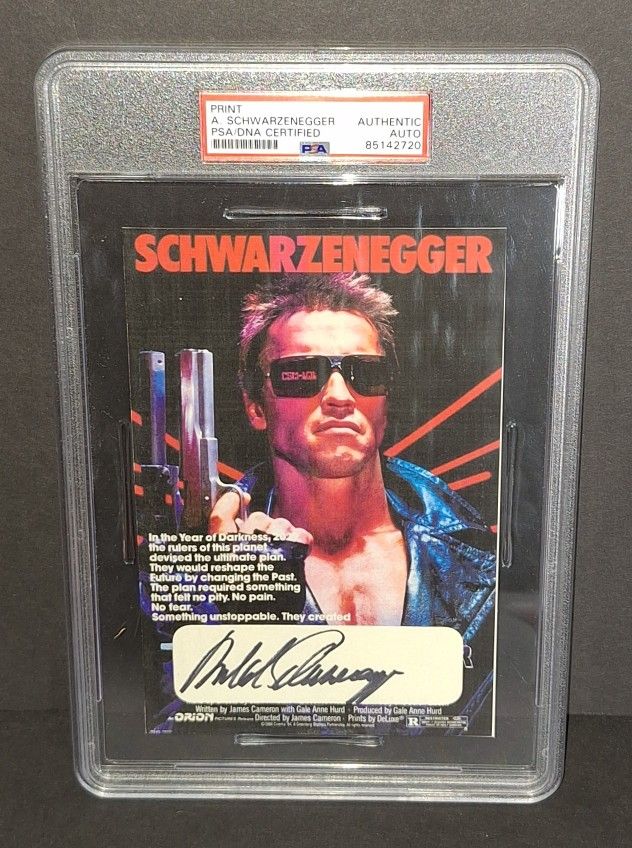 PRINT
A. SCHWARZENEGGER AUTHENTIC
PSA/DNA CERTIFIED AUTO
PSA 85142720
SCHWARZENEGGER
In the Year of Darkness,
the rulers of this planet
devised the ultimate plan.
They would reshape the
Future by changing the Past.
The plan required something
that felt no pity. No pain.
No fear.
Something unstoppable. They created
Written by James Cameron with Gale Anne Hurd · Produced by Gale Anne Hurd
ORION PICTURES Release Directed by James Cameron · Prints by DeLuxe® R RESTRICTED